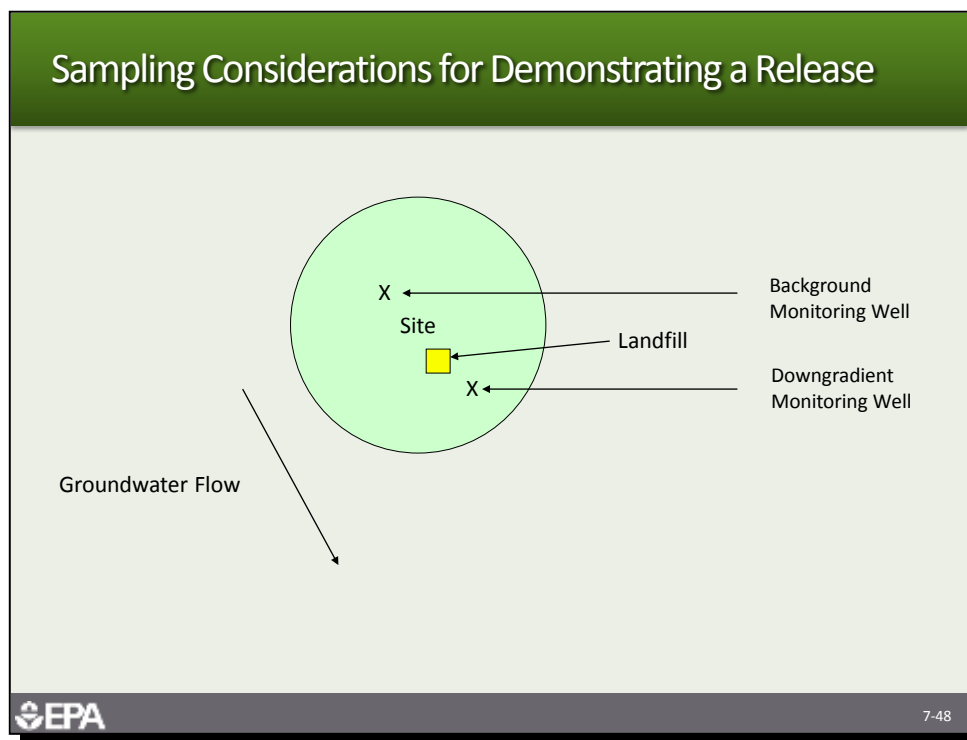 Sampling Considerations for Demonstrating a Release
X
Background
Monitoring Well
Site
Landfill
Downgradient
Monitoring Well
X
Groundwater Flow
EPA
7-48